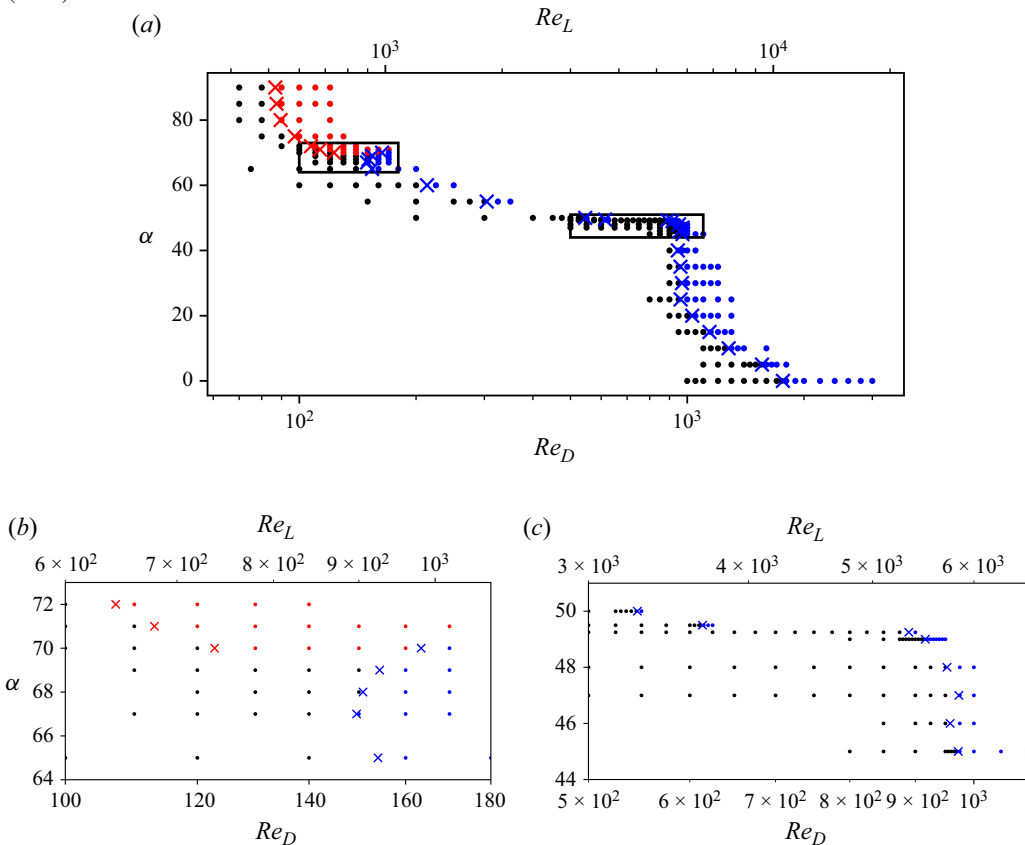 (a)
Re_L
10^3
10^4
80
60
40
20
0
α
10^2
10^3
Re_D
(b)
Re_L
6 × 10^2
7 × 10^2
8 × 10^2
9 × 10^2
10^3
72
70
68
66
64
α
100
120
140
160
180
Re_D
(c)
Re_L
3 × 10^3
4 × 10^3
5 × 10^3
6 × 10^3
50
48
46
44
5 × 10^2
6 × 10^2
7 × 10^2
8 × 10^2
9 × 10^2
10^3
Re_D